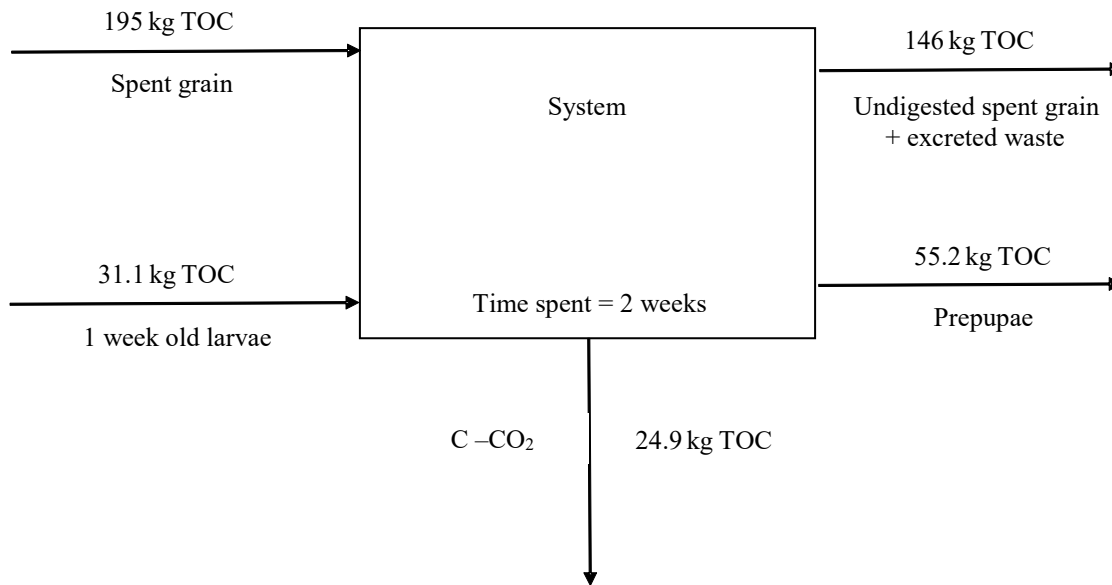 195 kg TOC
Spent grain
31.1 kg TOC
1 week old larvae
System
Time spent = 2 weeks
146 kg TOC
Undigested spent grain
+ excreted waste
55.2 kg TOC
Prepupae
C –CO₂
24.9 kg TOC